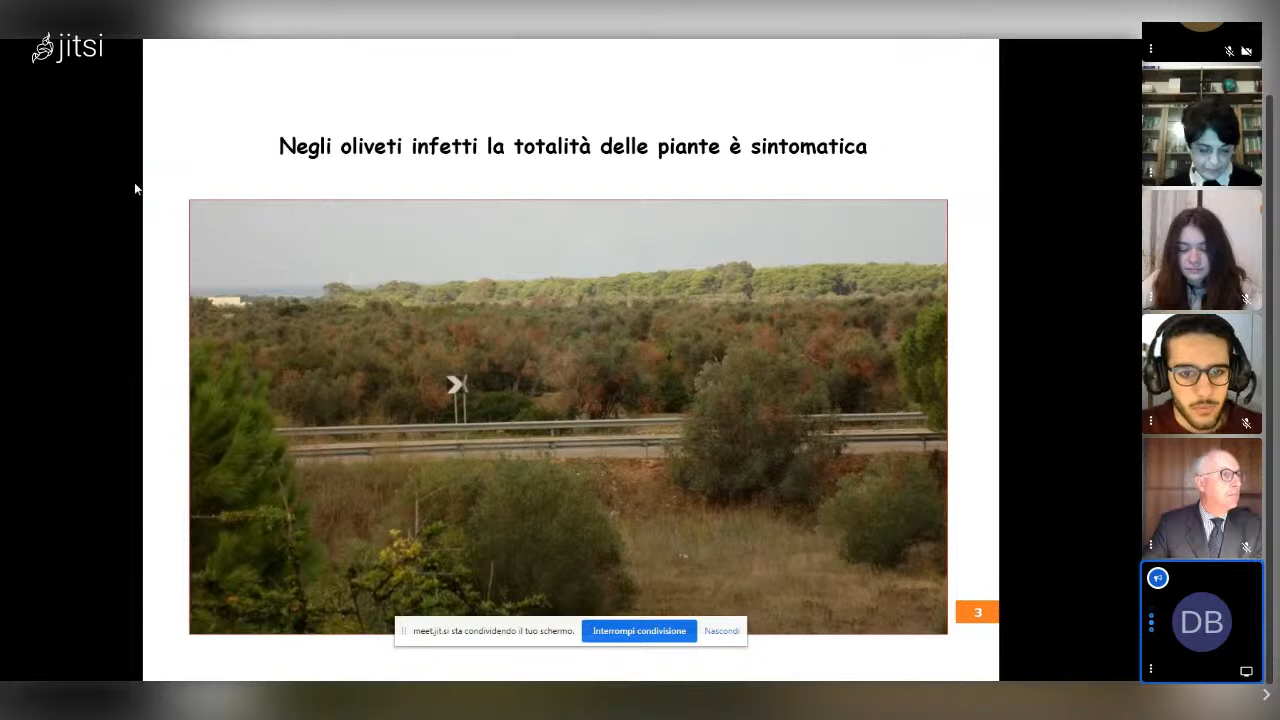 jitsi
Negli oliveti infetti la totalità delle piante è sintomatica
3
meet.jit.si sta condividendo il tuo schermo.
Interrompi condivisione
Nascondi
DB